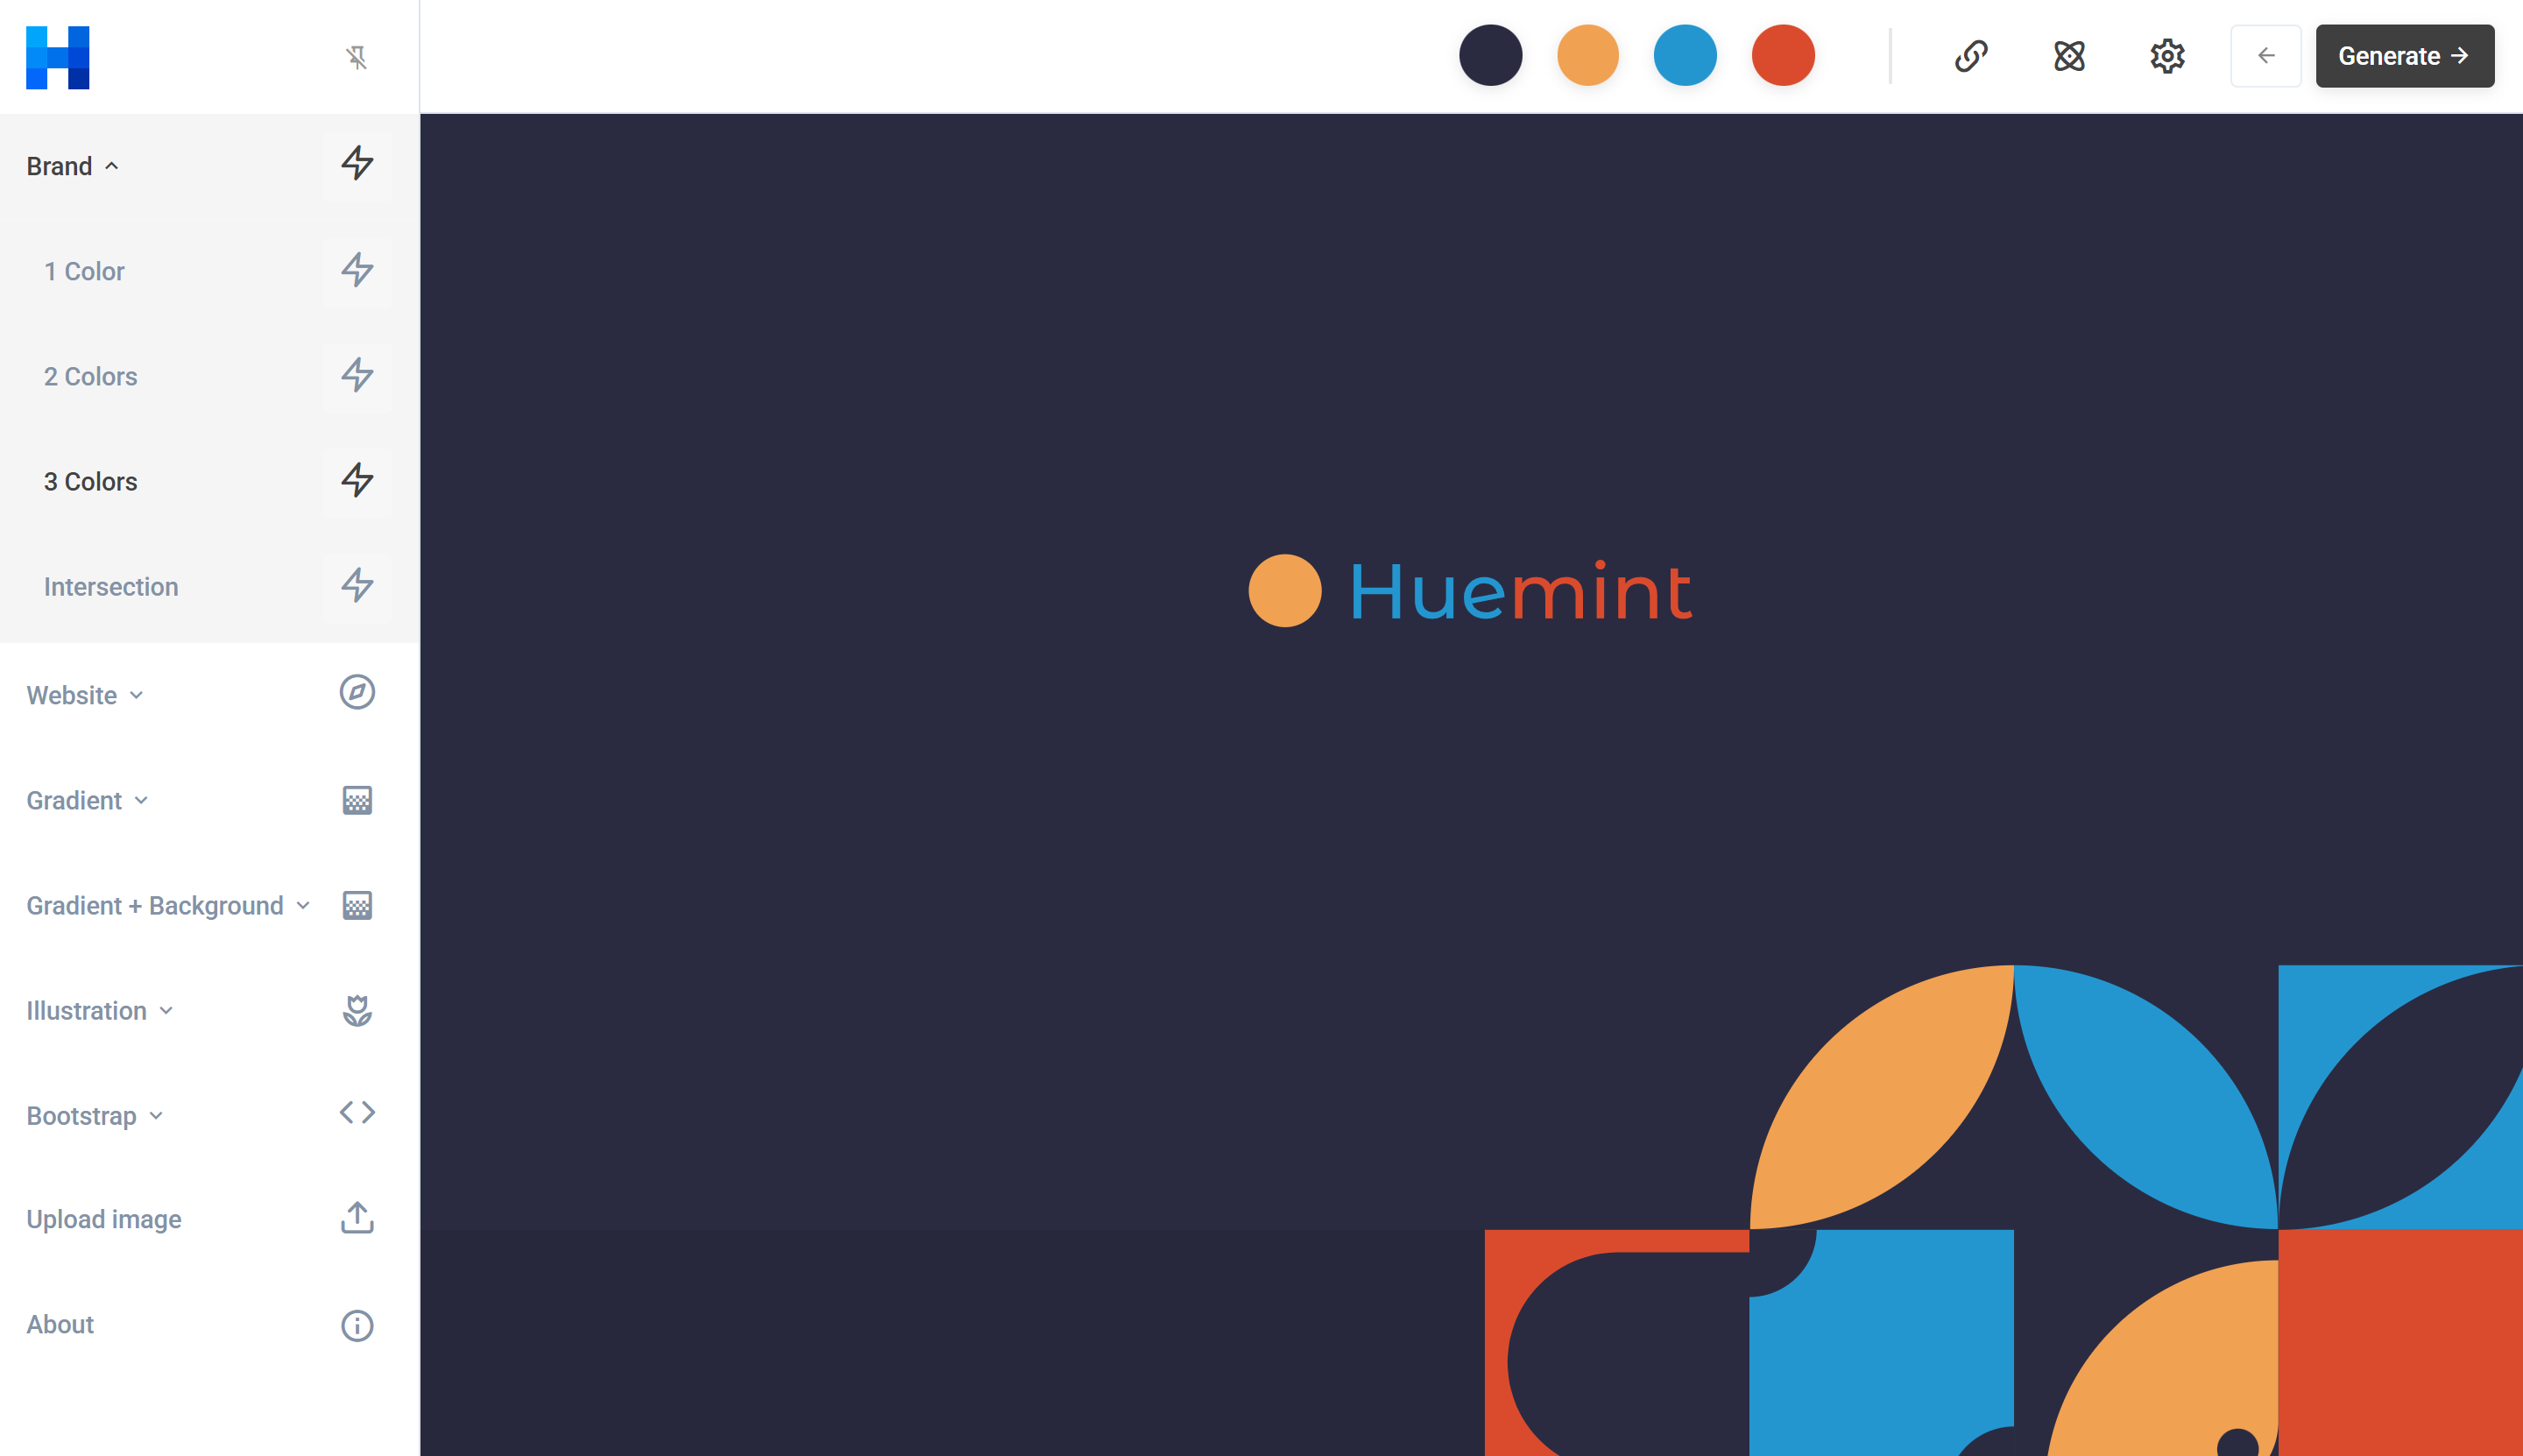 Generate
Brand
1 Color
2 Colors
3 Colors
Intersection
Website
Gradient
Gradient + Background
Illustration
Bootstrap
Upload image
About
Huemint